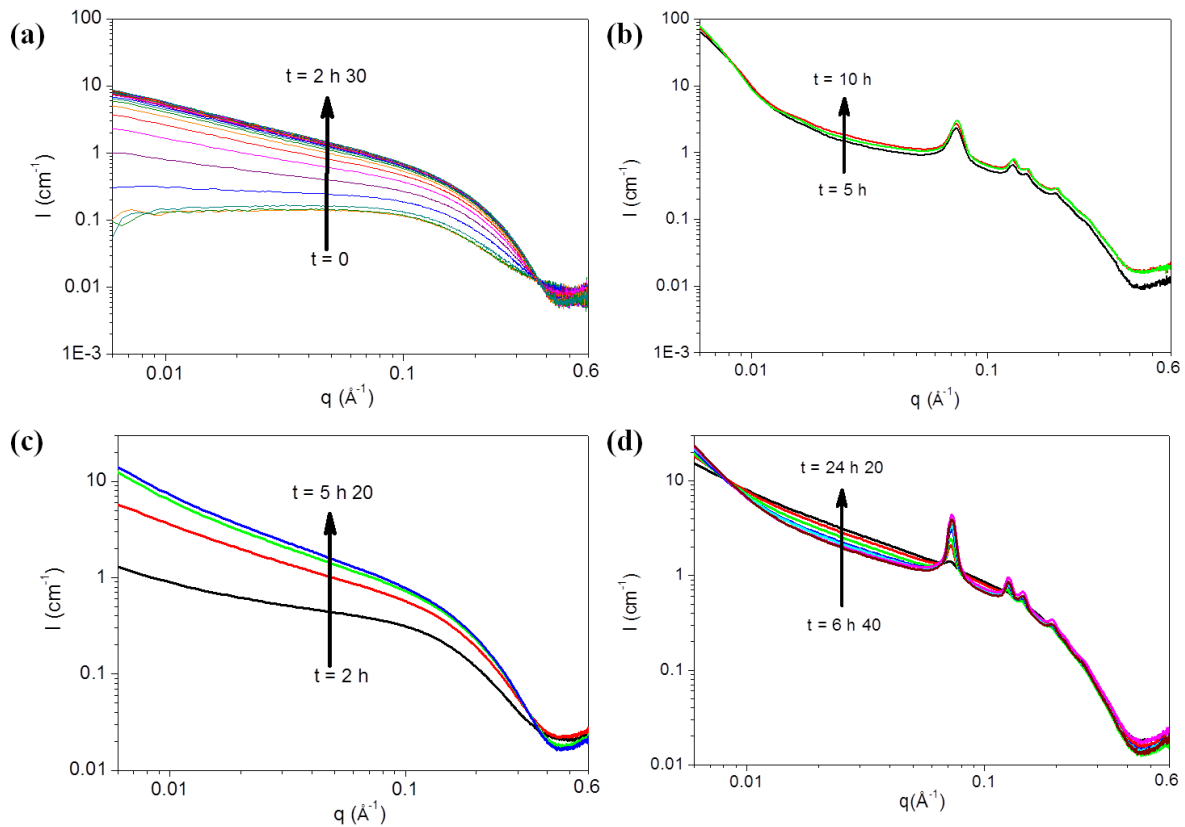 (a)
100
10
1
0.1
0.01
1E-3
I (cm⁻¹)
t = 2 h 30
t = 0
0.01
0.1
0.6
q (Å⁻¹)
(b)
100
10
1
0.1
0.01
1E-3
I (cm⁻¹)
t = 10 h
t = 5 h
0.01
0.1
0.6
q (Å⁻¹)
(c)
10
1
0.1
0.01
I (cm⁻¹)
t = 5 h 20
t = 2 h
0.01
0.1
0.6
q (Å⁻¹)
(d)
10
1
0.1
0.01
I (cm⁻¹)
t = 24 h 20
t = 6 h 40
0.01
0.1
0.6
q(Å⁻¹)